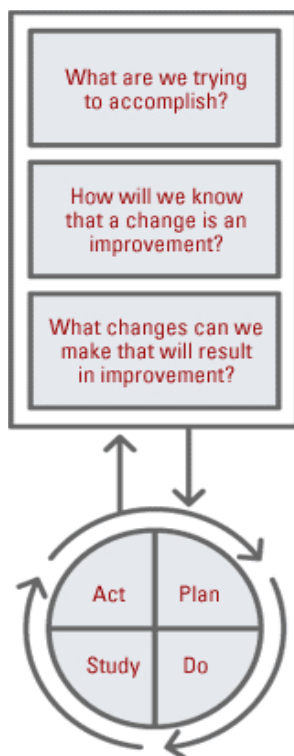 What are we trying
to accomplish?
How will we know
that a change is an
improvement?
What changes can we
make that will result
in improvement?
Act
Plan
Study
Do